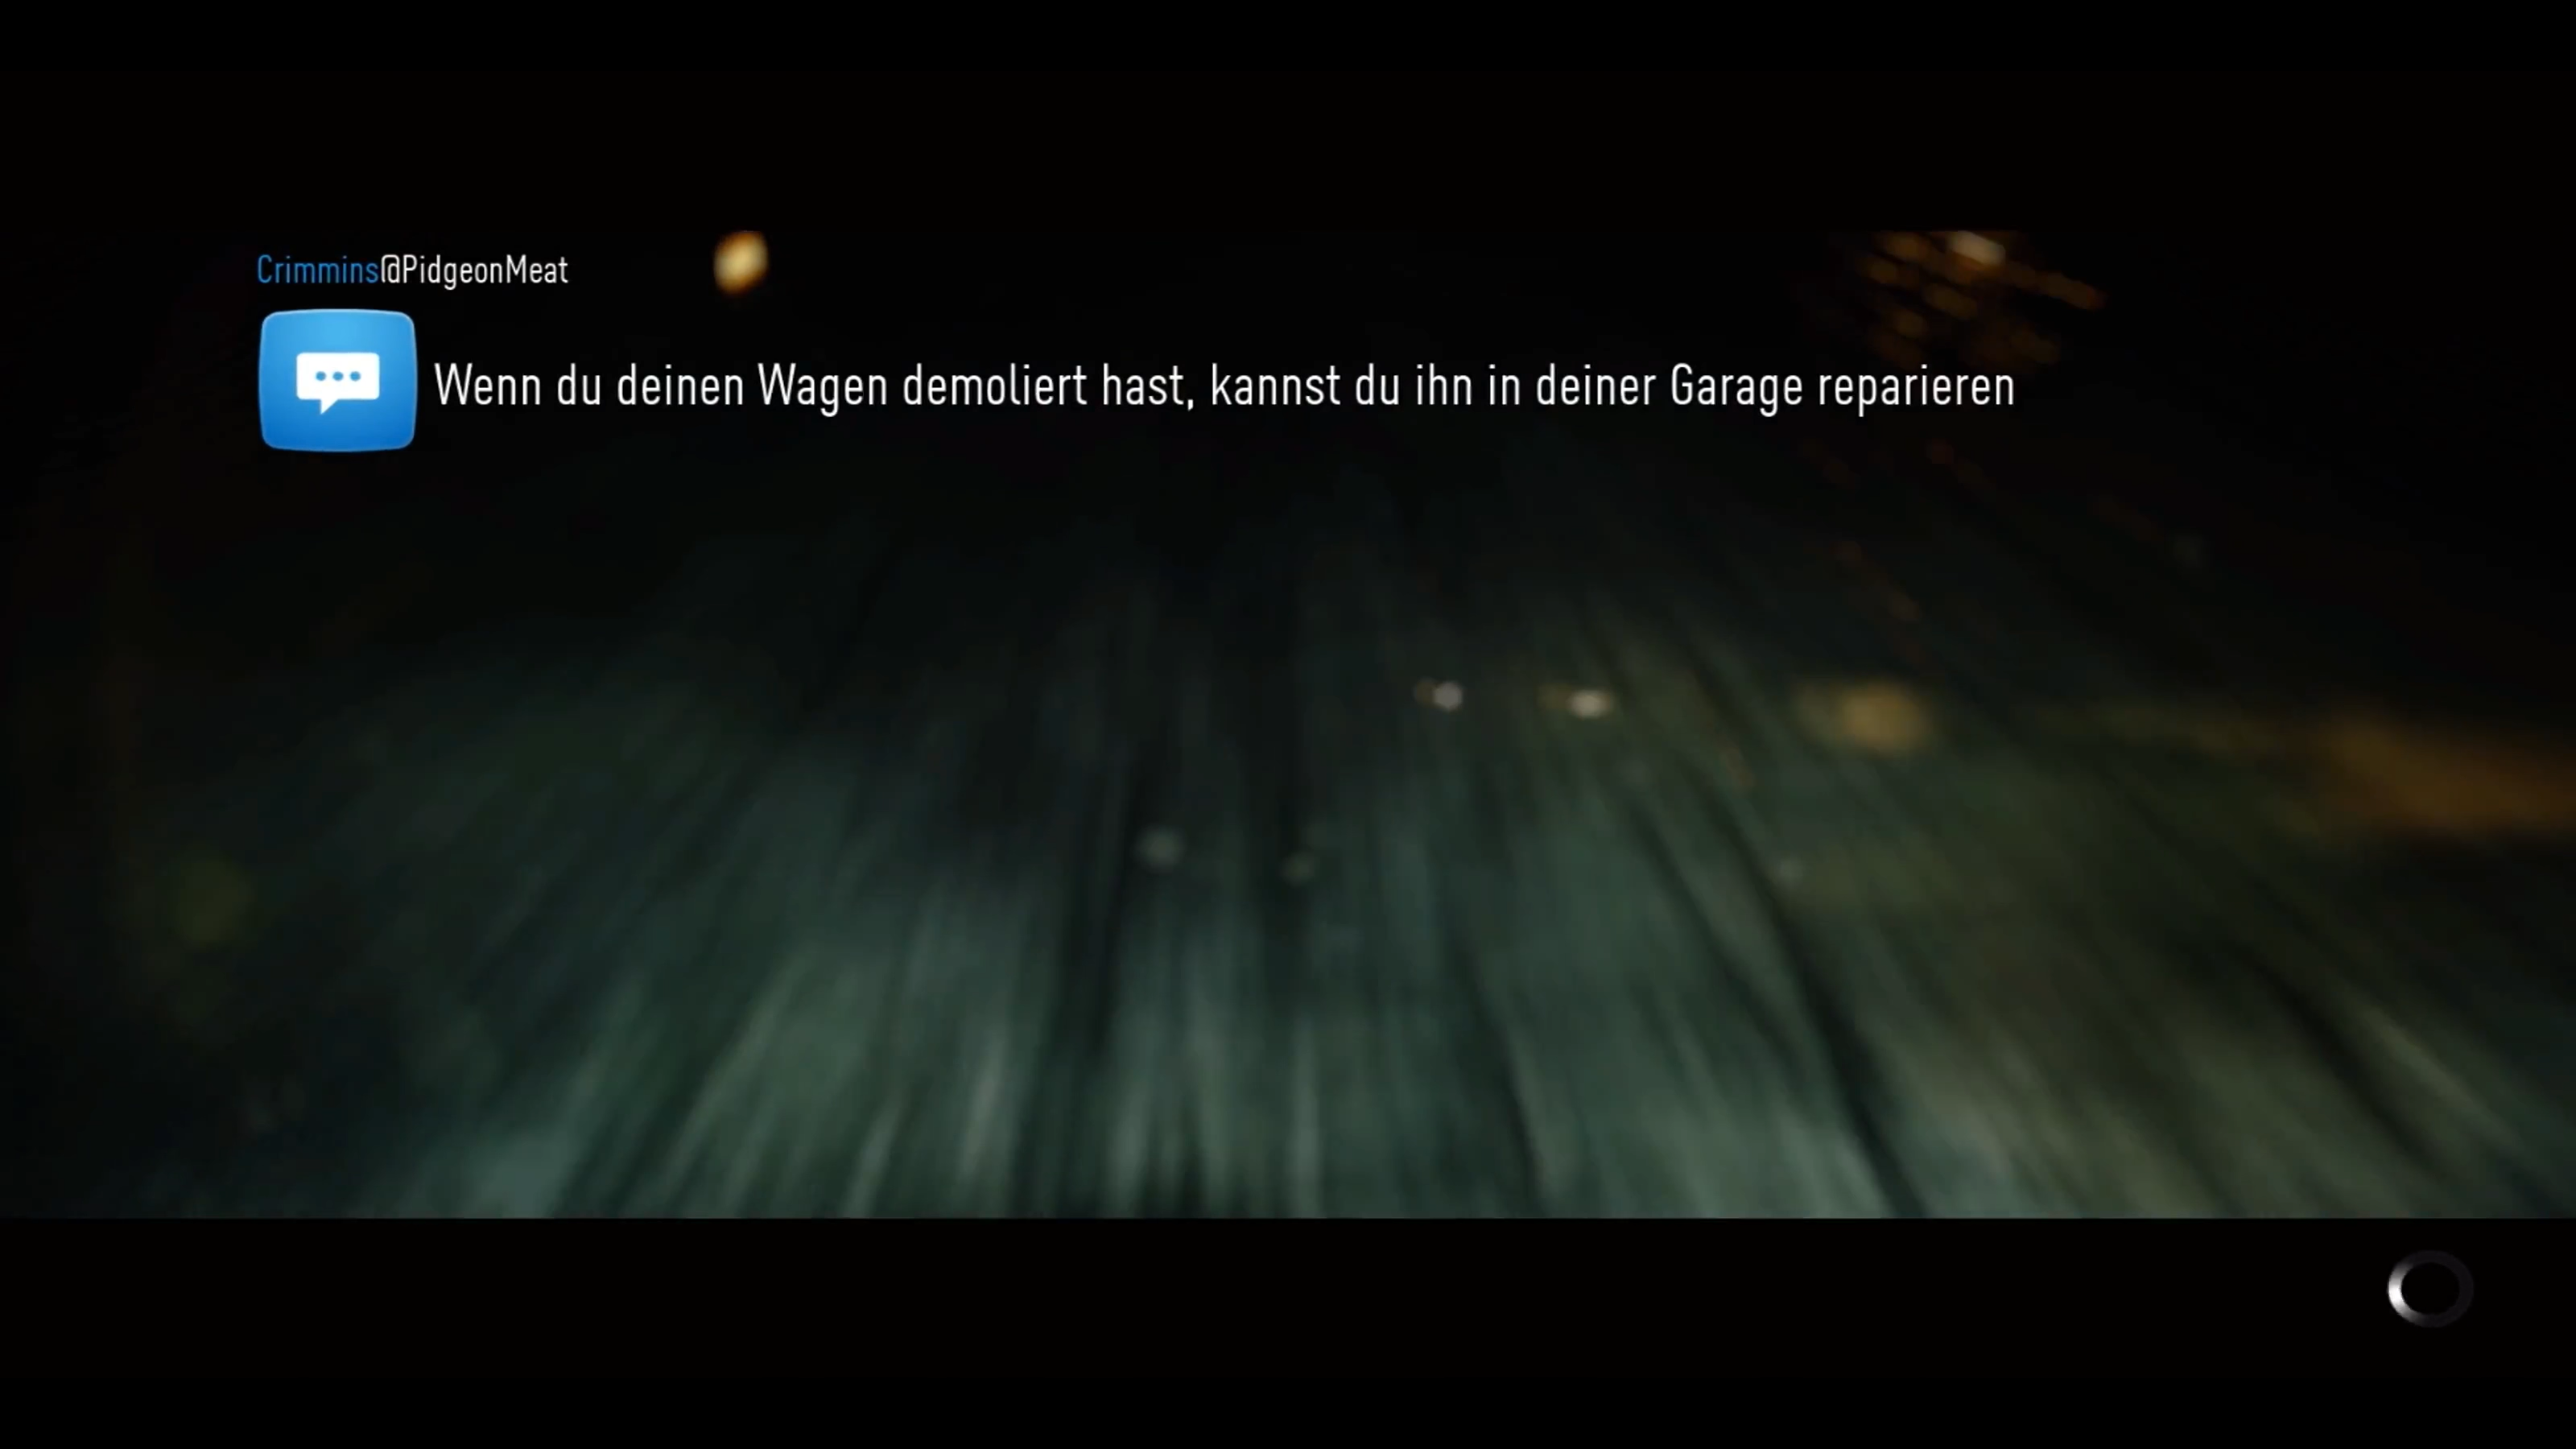 Crimmins@PidgeonMeat
Wenn du deinen Wagen demoliert hast, kannst du ihn in deiner Garage reparieren